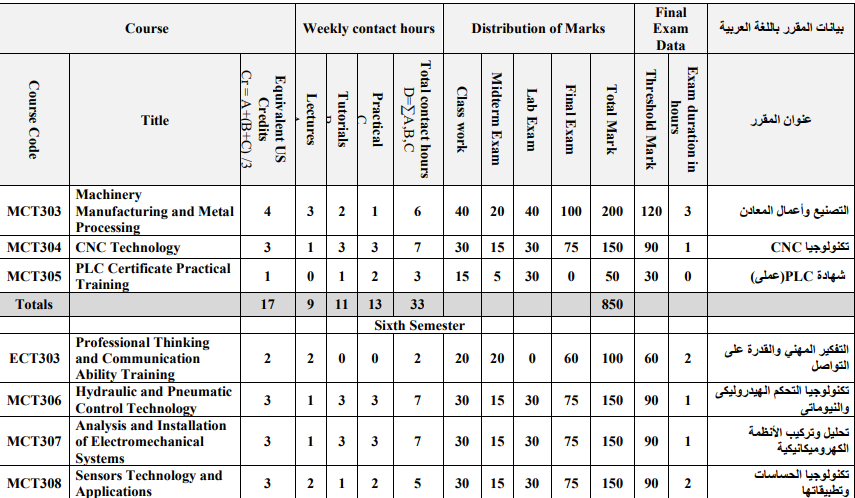 Course Weekly contact hours Distribution of Marks Final Exam Data بيانات المقرر باللغة العربية
Course Code Title Equivalent US Credits Cr = A+(B+C) /3 Lectures Tutorials Practical Total contact hours D=∑A,B,C Class work Midterm Exam Lab Exam Final Exam Total Mark Threshold Mark Exam duration in hours عنوان المقرر
MCT303 Machinery Manufacturing and Metal Processing 4 3 2 1 6 40 20 40 100 200 120 3 التصنيع وأعمال المعادن
MCT304 CNC Technology 3 1 3 3 7 30 15 30 75 150 90 1 تكنولوجيا CNC
MCT305 PLC Certificate Practical Training 1 0 1 2 3 15 5 30 0 50 30 0 شهادة PLC(عملى)
Totals 17 9 11 13 33 850
Sixth Semester
ECT303 Professional Thinking and Communication Ability Training 2 2 0 0 2 20 20 0 60 100 60 2 التفكير المهني والقدرة على التواصل
MCT306 Hydraulic and Pneumatic Control Technology 3 1 3 3 7 30 15 30 75 150 90 1 تكنولوجيا التحكم الهيدروليكى والنيوماتى
MCT307 Analysis and Installation of Electromechanical Systems 3 1 3 3 7 30 15 30 75 150 90 1 تحليل وتركيب الأنظمة الكهروميكانيكية
MCT308 Sensors Technology and Applications 3 2 1 2 5 30 15 30 75 150 90 2 تكنولوجيا الحساسات وتطبيقاتها